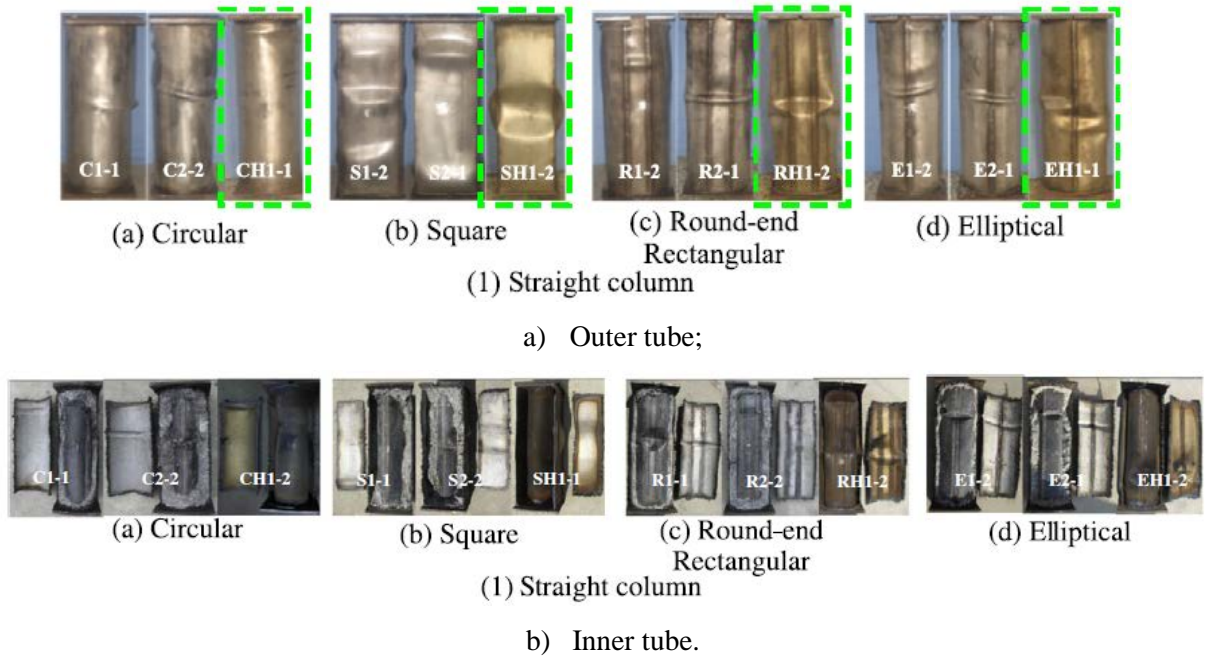 C1-1 C2-2 CH1-1 S1-2 S2-1 SH1-2 R1-2 R2-1 RH1-2 E1-2 E2-1 EH1-1
(a) Circular (b) Square (c) Round-end (d) Elliptical
Rectangular
(1) Straight column
a) Outer tube;
C1-1 C2-2 CH1-2 S1-1 S2-2 SH1-1 R1-1 R2-2 RH1-2 E1-2 E2-1 EH1-2
(a) Circular (b) Square (c) Round-end (d) Elliptical
Rectangular
(1) Straight column
b) Inner tube.